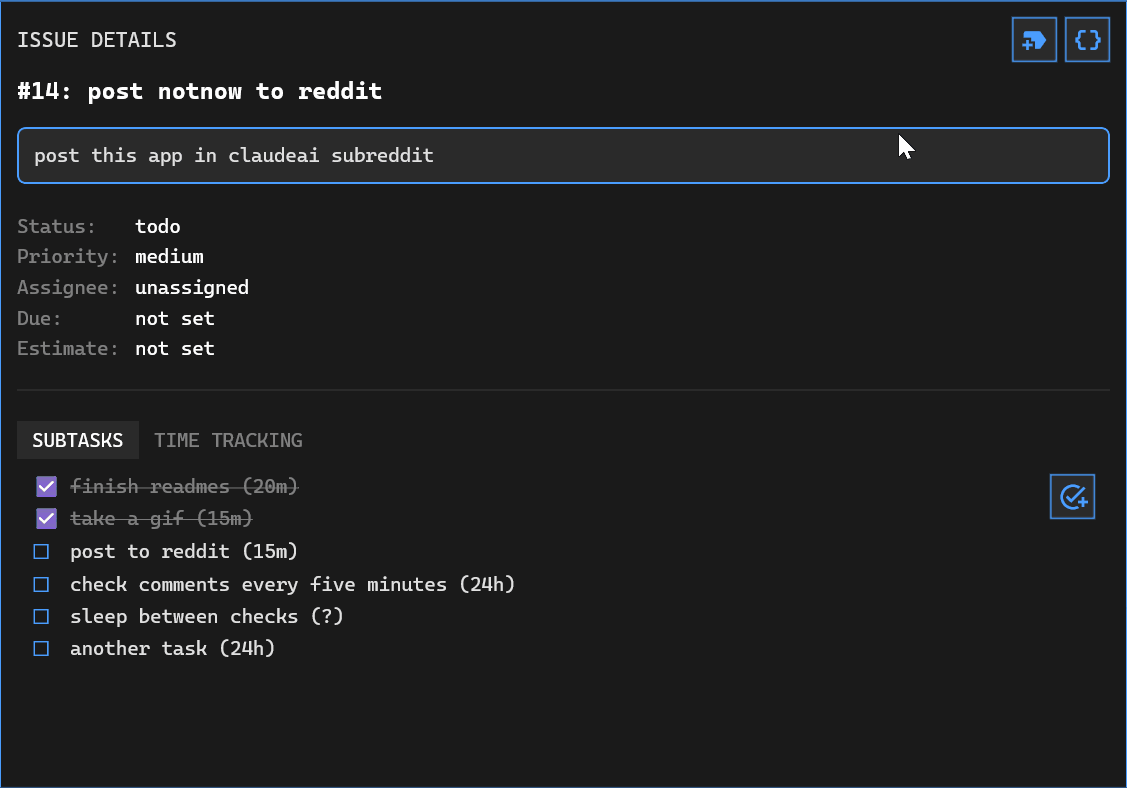 ISSUE DETAILS
#14: post notnow to reddit
post this app in claudeai subreddit
Status: todo
Priority: medium
Assignee: unassigned
Due: not set
Estimate: not set
SUBTASKS TIME TRACKING
finish readmes (20m)
take a gif (15m)
post to reddit (15m)
check comments every five minutes (24h)
sleep between checks (?)
another task (24h)